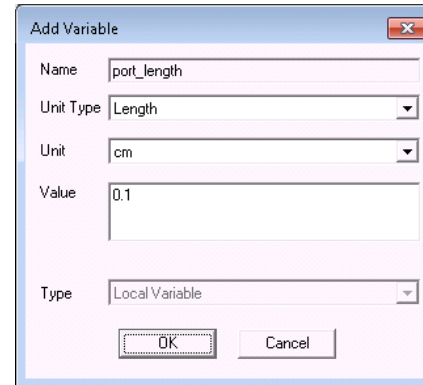 Add Variable
Name port_length
Unit Type Length
Unit cm
Value 0.1
Type Local Variable
OK Cancel